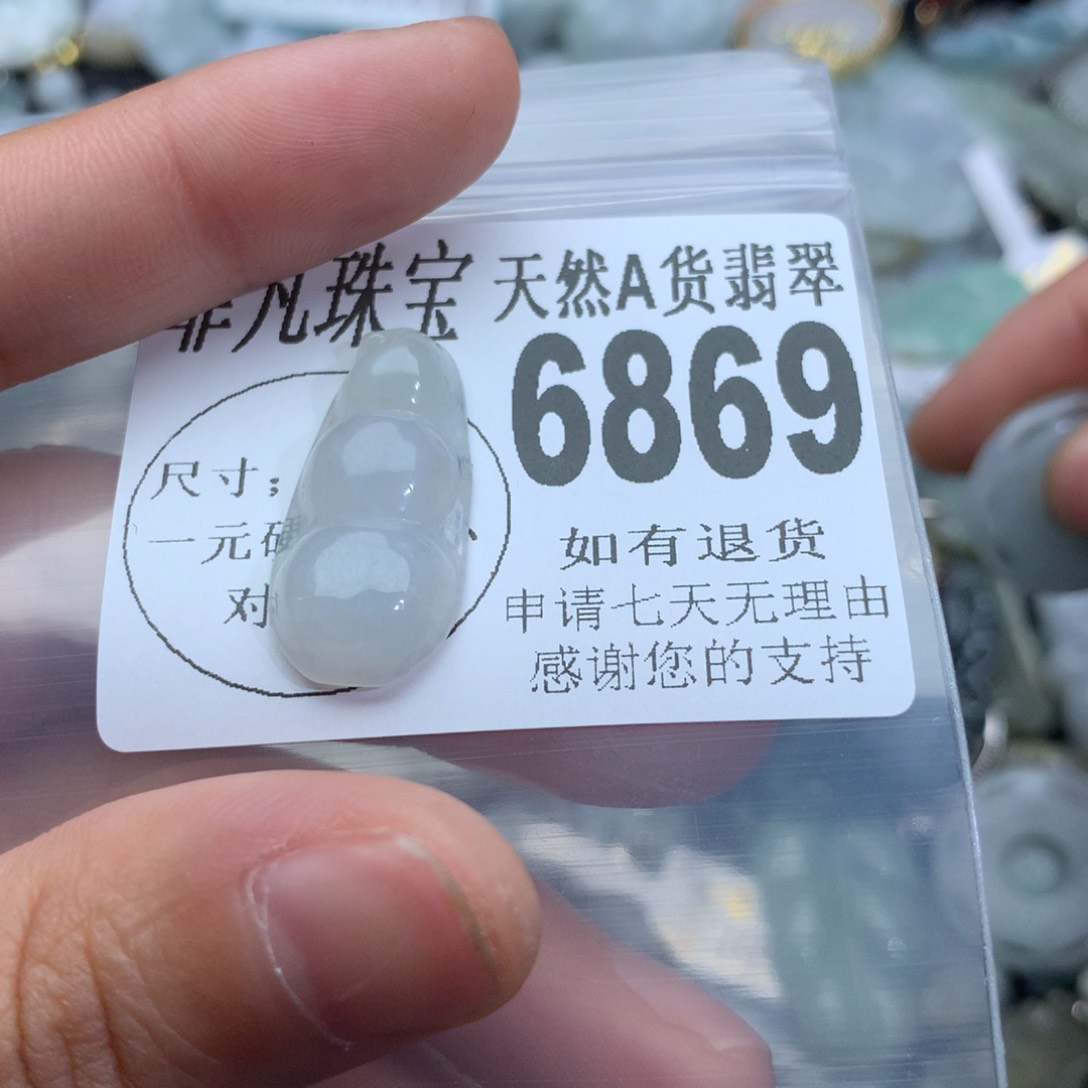 非凡珠宝 天然A货翡翠
6869
尺寸；
一元硬
对
如有退货
申请七天无理由
感谢您的支持